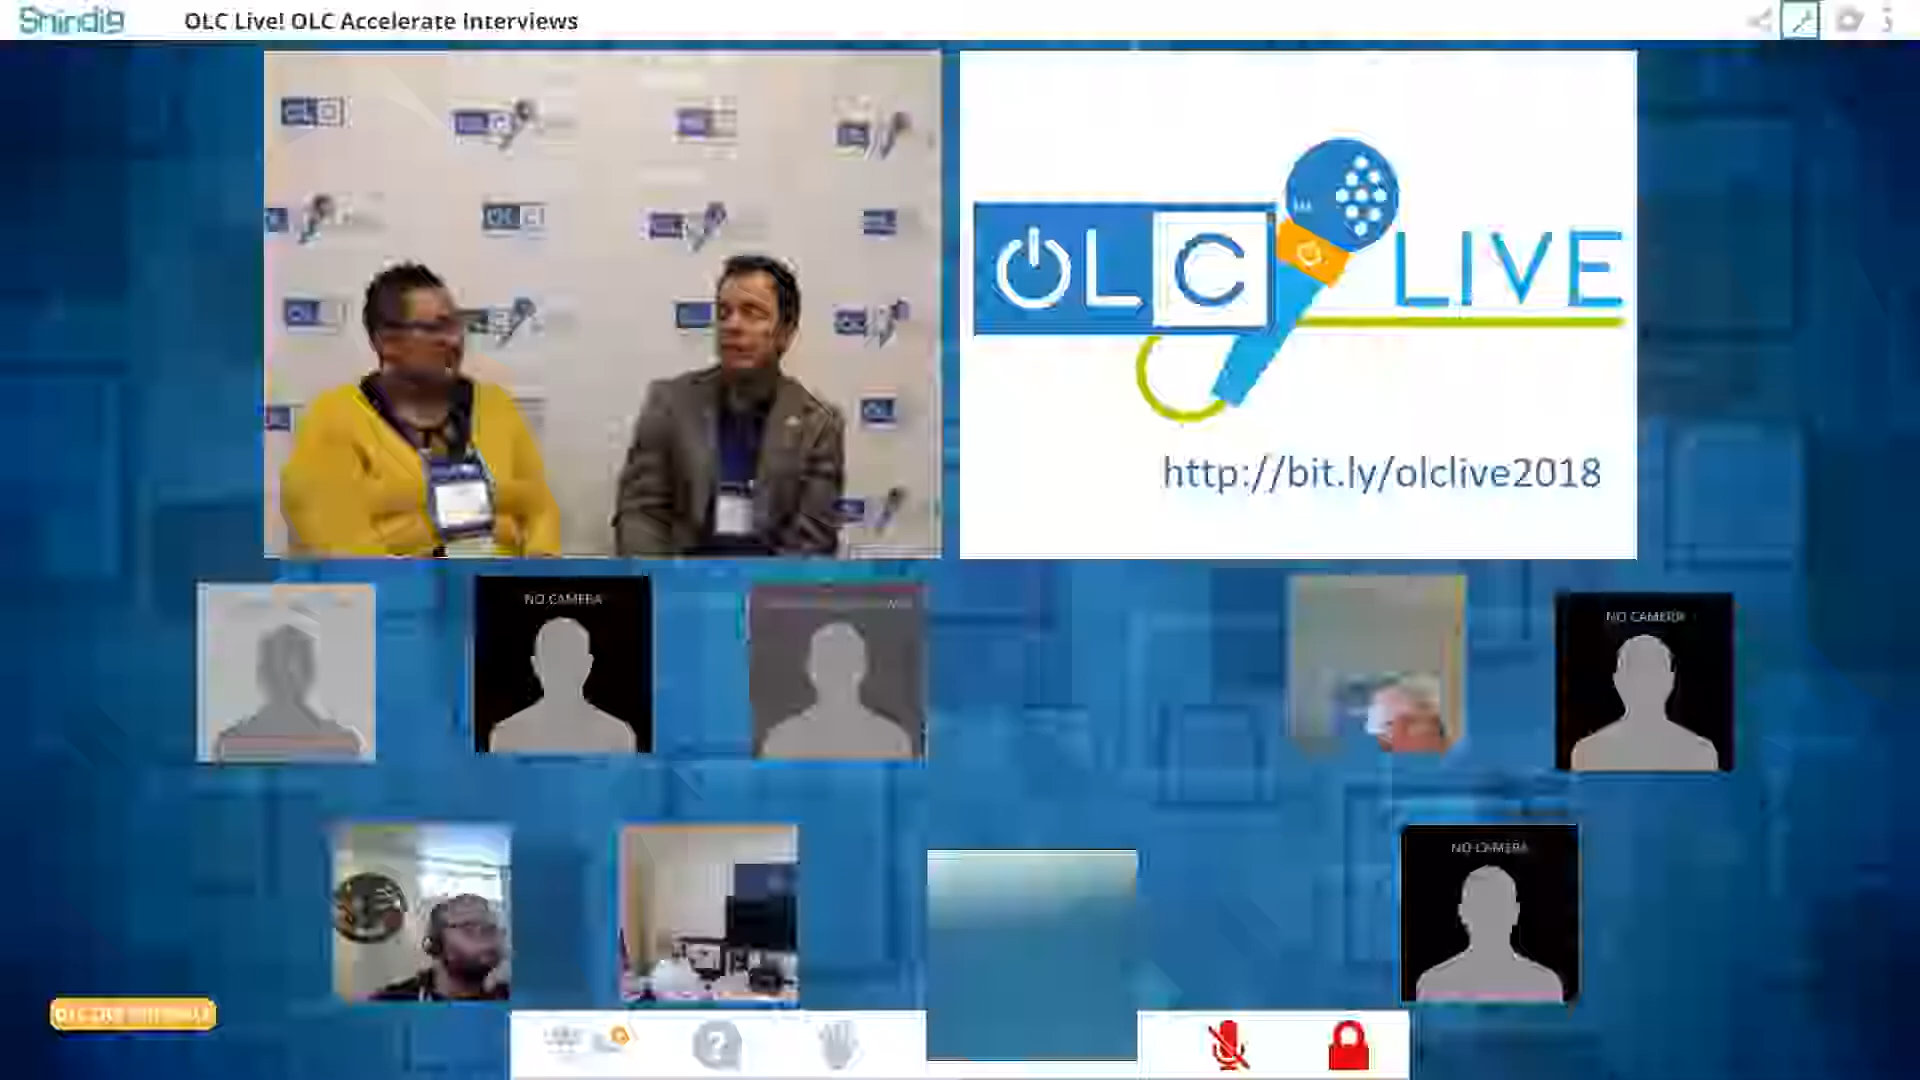 Shindig
OLC Live! OLC Accelerate Interviews
OLC LIVE
http://bit.ly/olclive2018
NO CAMERA
NO CAMERA
NO CAMERA